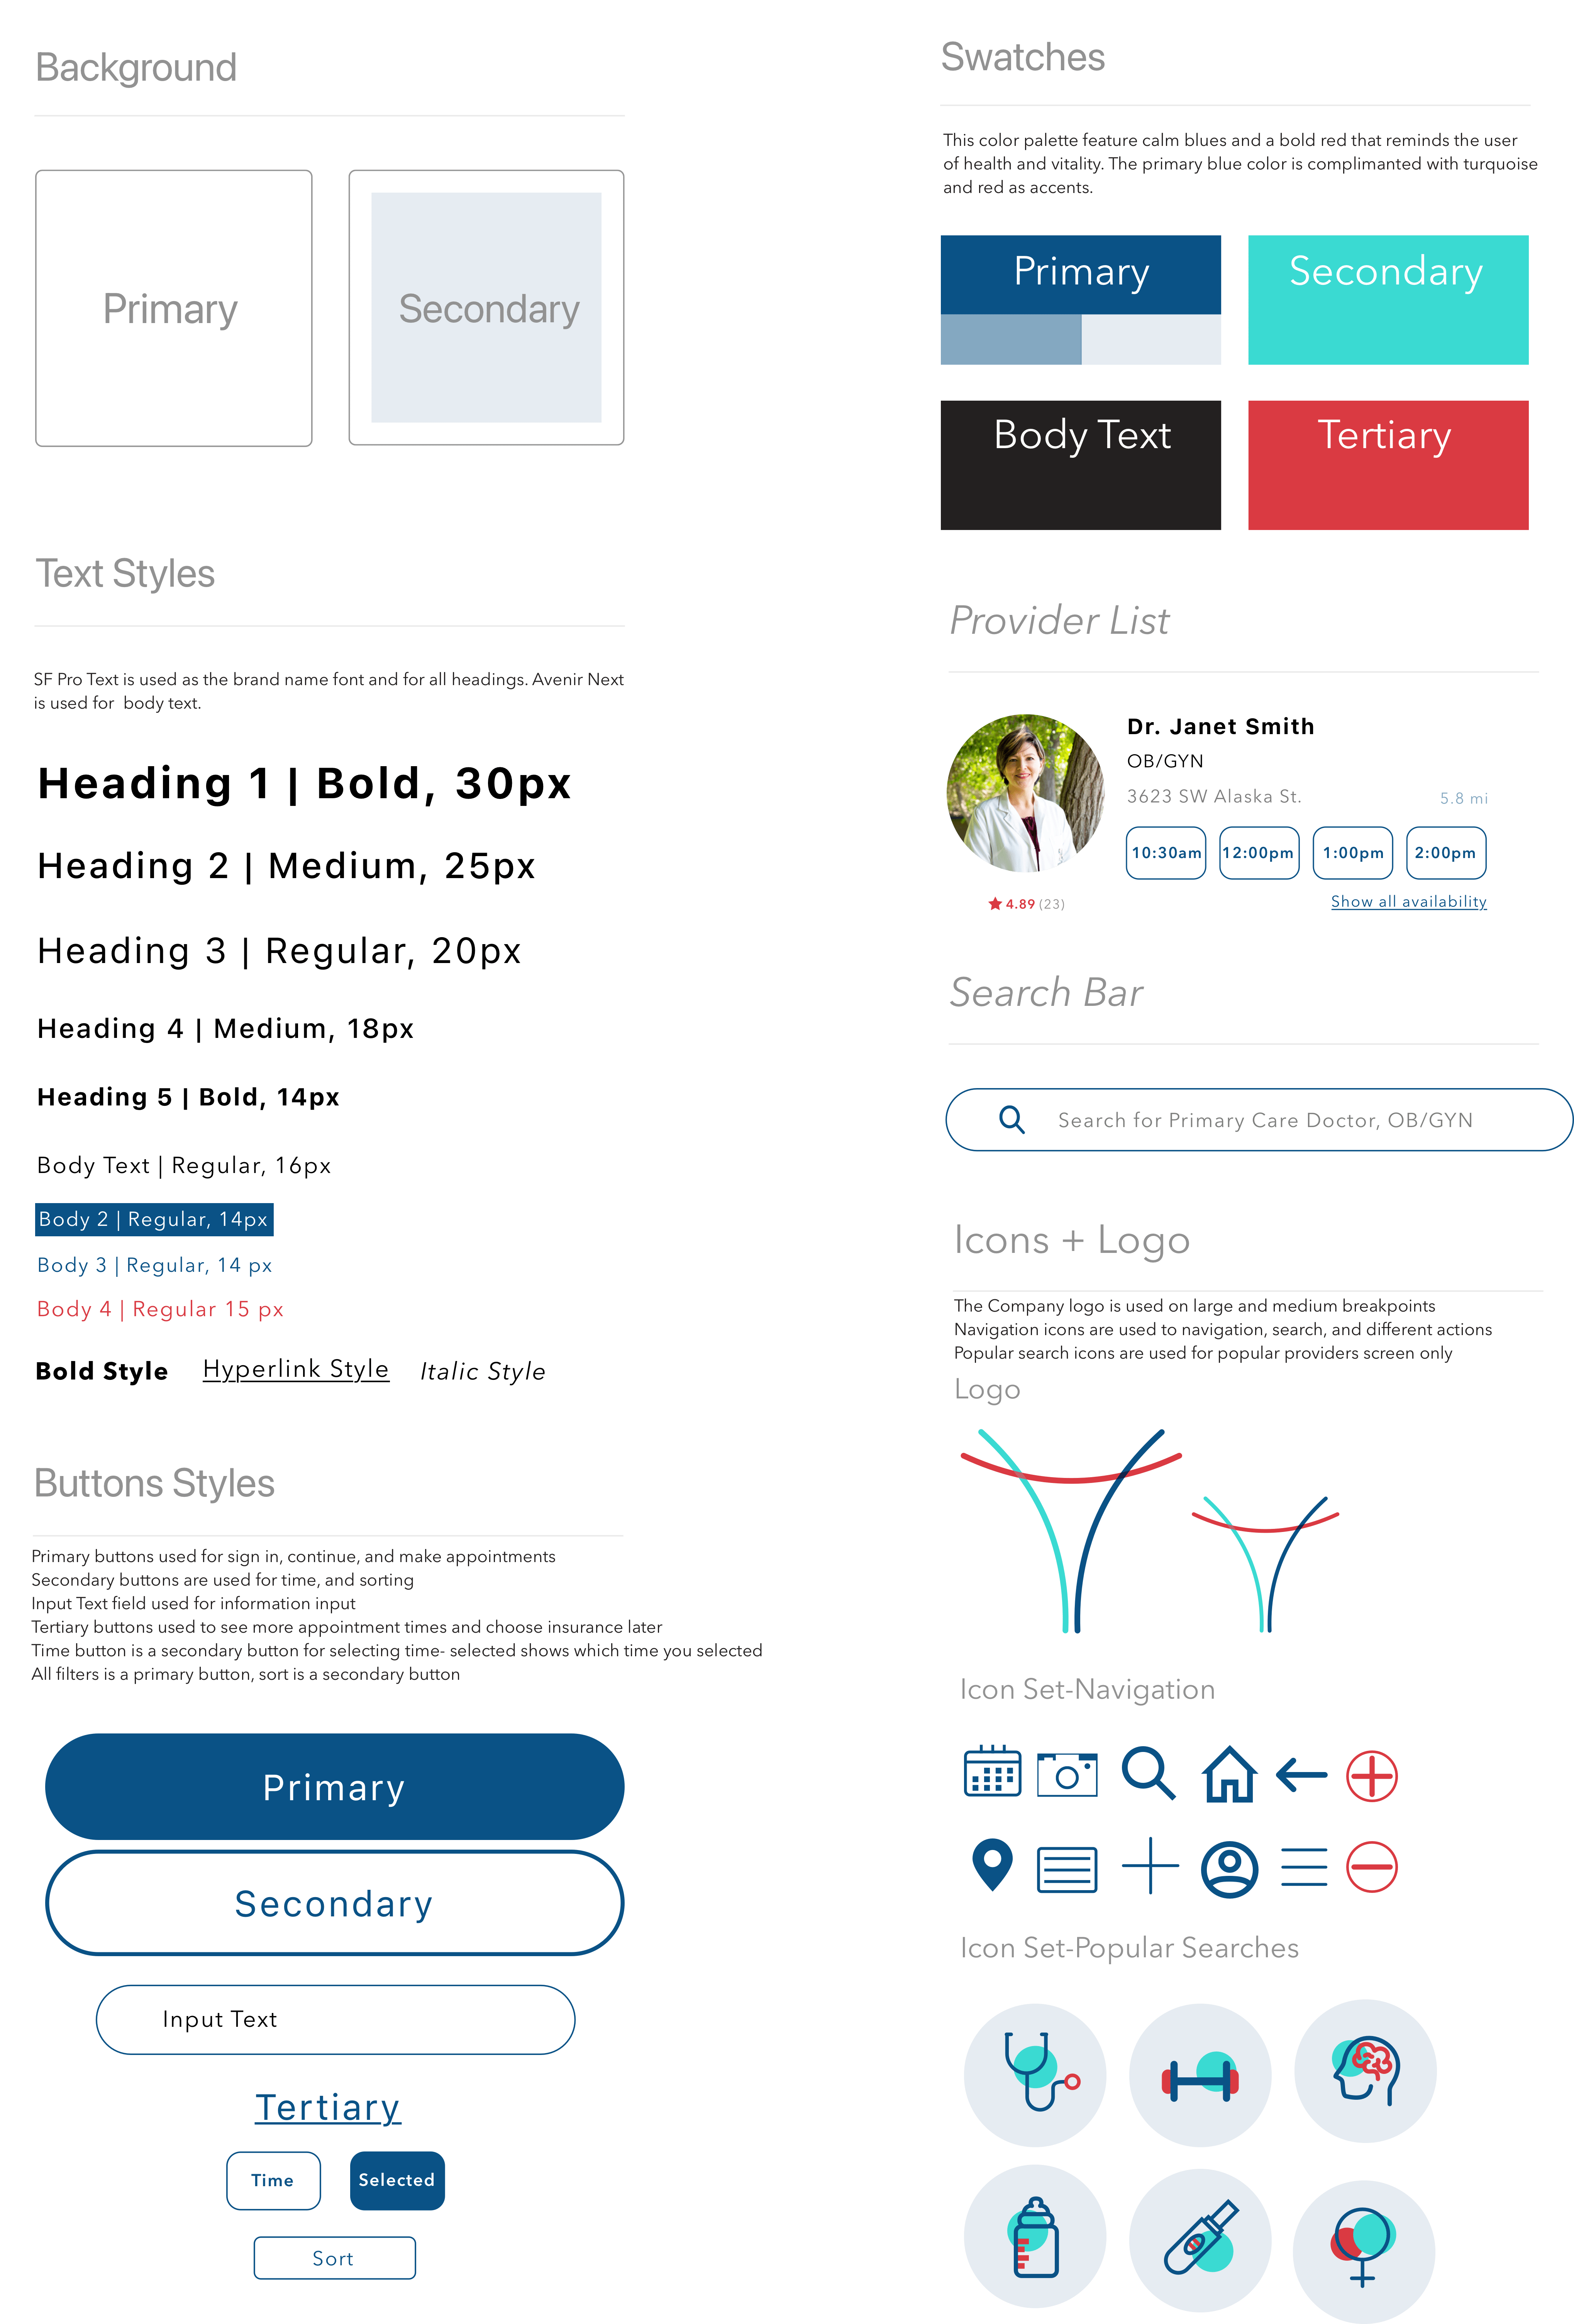 Background
Primary
Secondary
Text Styles
SF Pro Text is used as the brand name font and for all headings. Avenir Next
is used for  body text.
Heading 1 | Bold, 30px
Heading 2 | Medium, 25px
Heading 3 | Regular, 20px
Heading 4 | Medium, 18px
Heading 5 | Bold, 14px
Body Text | Regular, 16px
Body 2 | Regular, 14px
Body 3 | Regular, 14 px
Body 4 | Regular 15 px
Bold Style Hyperlink Style Italic Style
Buttons Styles
Primary buttons used for sign in, continue, and make appointments
Secondary buttons are used for time, and sorting
Input Text field used for information input
Tertiary buttons used to see more appointment times and choose insurance later
Time button is a secondary button for selecting time- selected shows which time you selected
All filters is a primary button, sort is a secondary button
Primary
Secondary
Input Text
Tertiary
Time Selected
Sort
Swatches
This color palette feature calm blues and a bold red that reminds the user
of health and vitality. The primary blue color is complimanted with turquoise
and red as accents.
Primary
Secondary
Body Text
Tertiary
Provider List
Dr. Janet Smith
OB/GYN
3623 SW Alaska St. 5.8 mi
10:30am 12:00pm 1:00pm 2:00pm
4.89 (23) Show all availability
Search Bar
Search for Primary Care Doctor, OB/GYN
Icons + Logo
The Company logo is used on large and medium breakpoints
Navigation icons are used to navigation, search, and different actions
Popular search icons are used for popular providers screen only
Logo
Icon Set-Navigation
Icon Set-Popular Searches